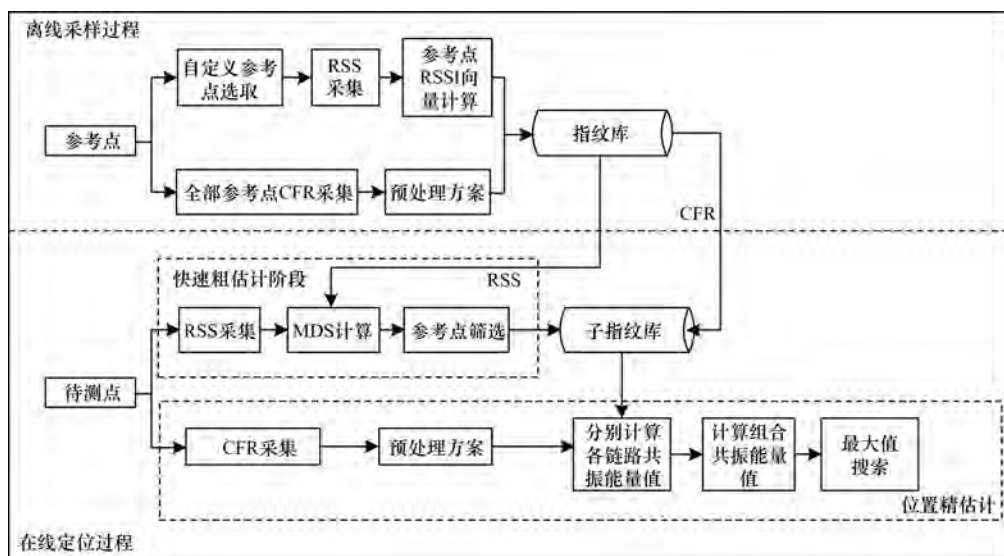 离线采样过程
自定义参考
点选取
RSS
采集
参考点
RSSI向
量计算
参考点
指纹库
全部参考点CFR采集
预处理方案
CFR
快速粗估计阶段
RSS
RSS采集
MDS计算
参考点筛选
子指纹库
待测点
CFR采集
预处理方案
分别计算
各链路共
振能量值
计算组合
共振能量
值
最大值
搜索
位置精估计
在线定位过程